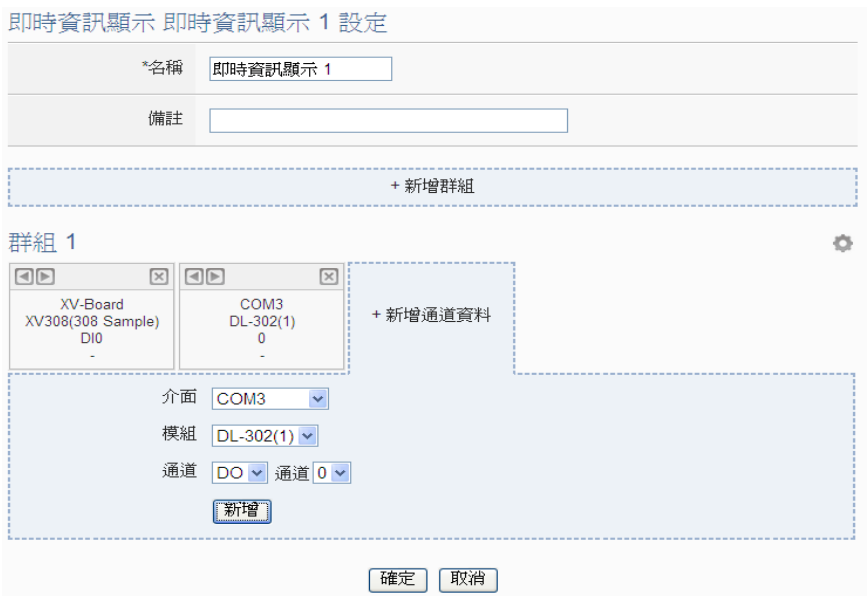 即時資訊顯示 即時資訊顯示 1 設定
*名稱 即時資訊顯示 1
備註
+ 新增群組
群組 1
XV-Board
XV308(308 Sample)
DI0
-
COM3
DL-302(1)
0
-
+ 新增通道資料
介面 COM3
模組 DL-302(1)
通道 DO 通道 0
新增
確定 取消